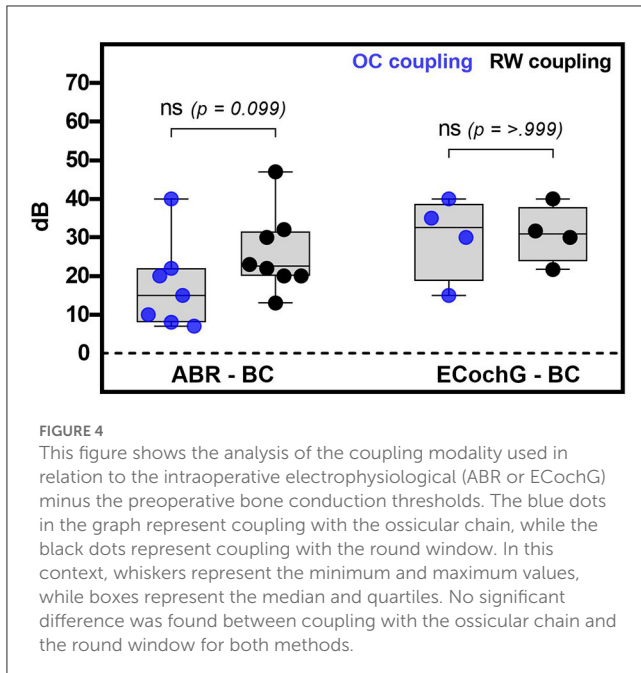 OC coupling RW coupling
70
60
50
40
30
20
10
0
dB
ns (p = 0.099)
ns (p = >.999)
ABR - BC
ECochG - BC
FIGURE 4
This figure shows the analysis of the coupling modality used in
relation to the intraoperative electrophysiological (ABR or ECochG)
minus the preoperative bone conduction thresholds. The blue dots
in the graph represent coupling with the ossicular chain, while the
black dots represent coupling with the round window. In this
context, whiskers represent the minimum and maximum values,
while boxes represent the median and quartiles. No significant
difference was found between coupling with the ossicular chain and
the round window for both methods.